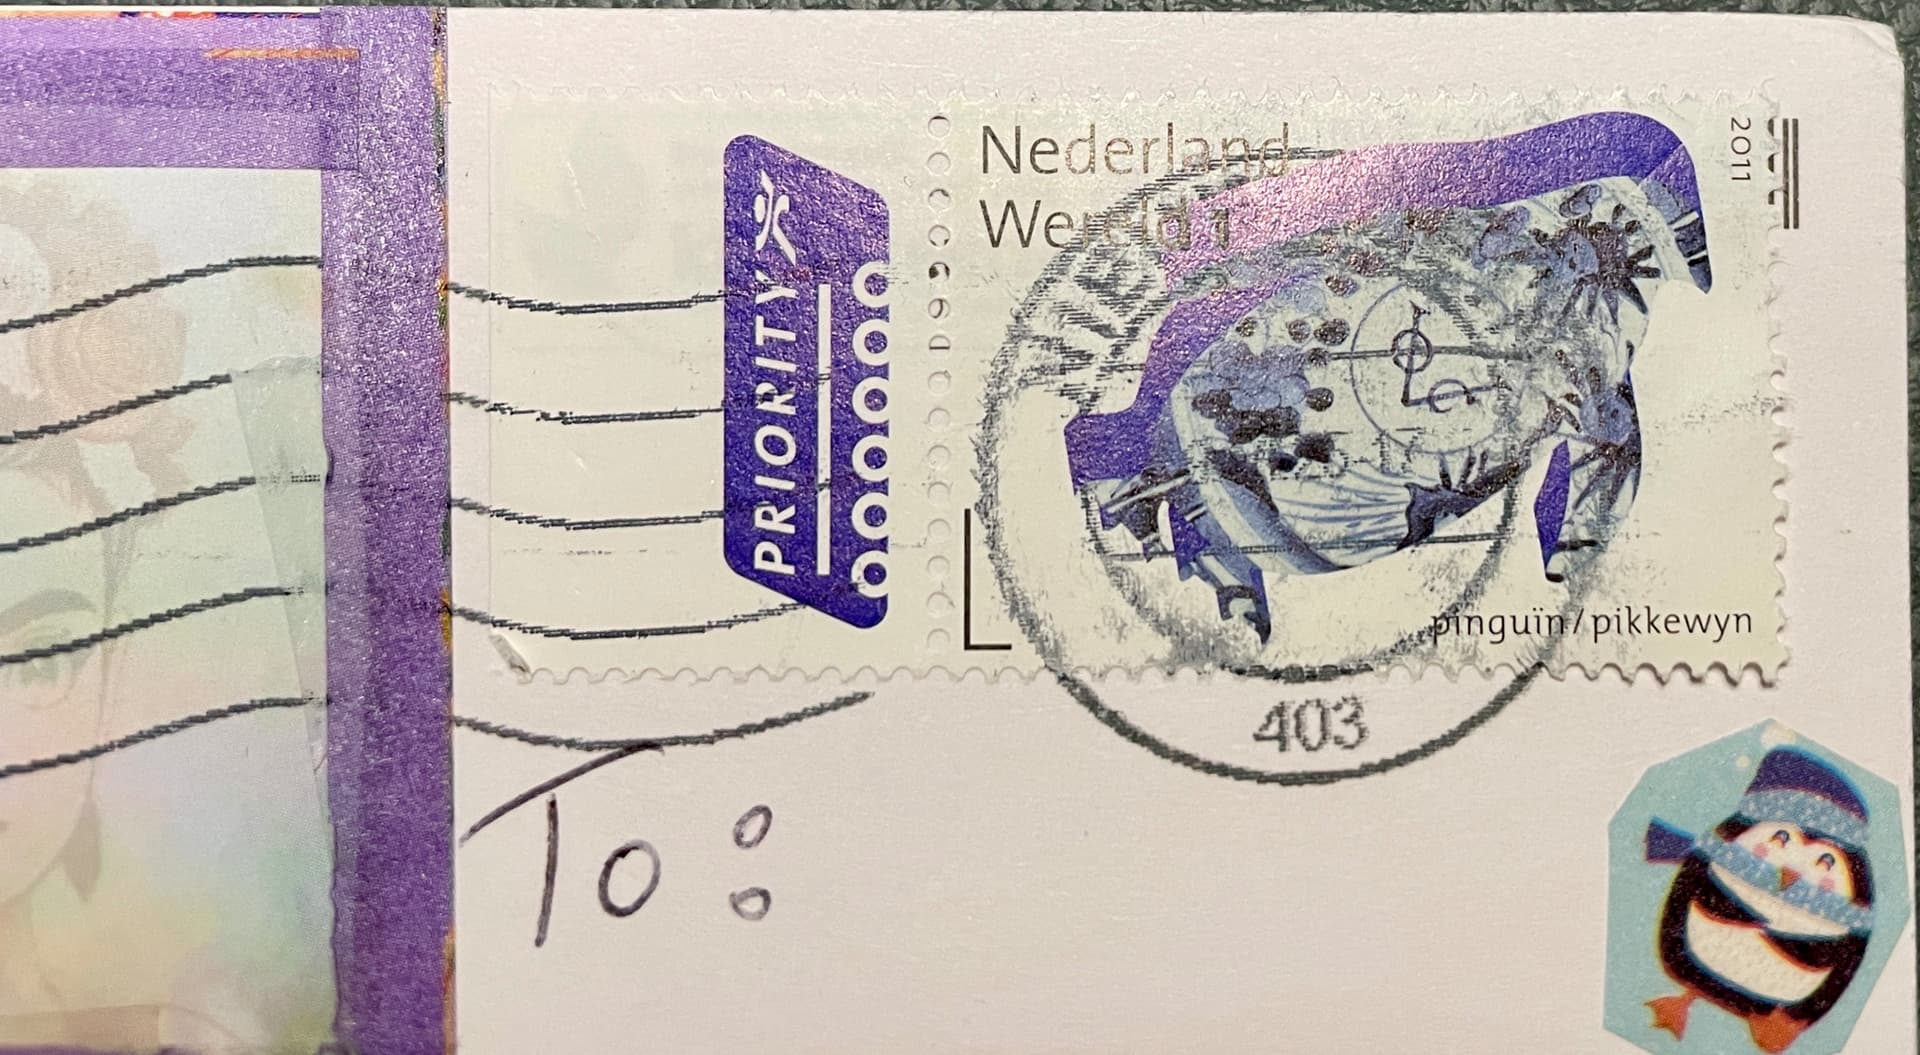 PRIORITY
Nederland
Wereld 1
2011
pinguïn/pikkewyn
403
To: